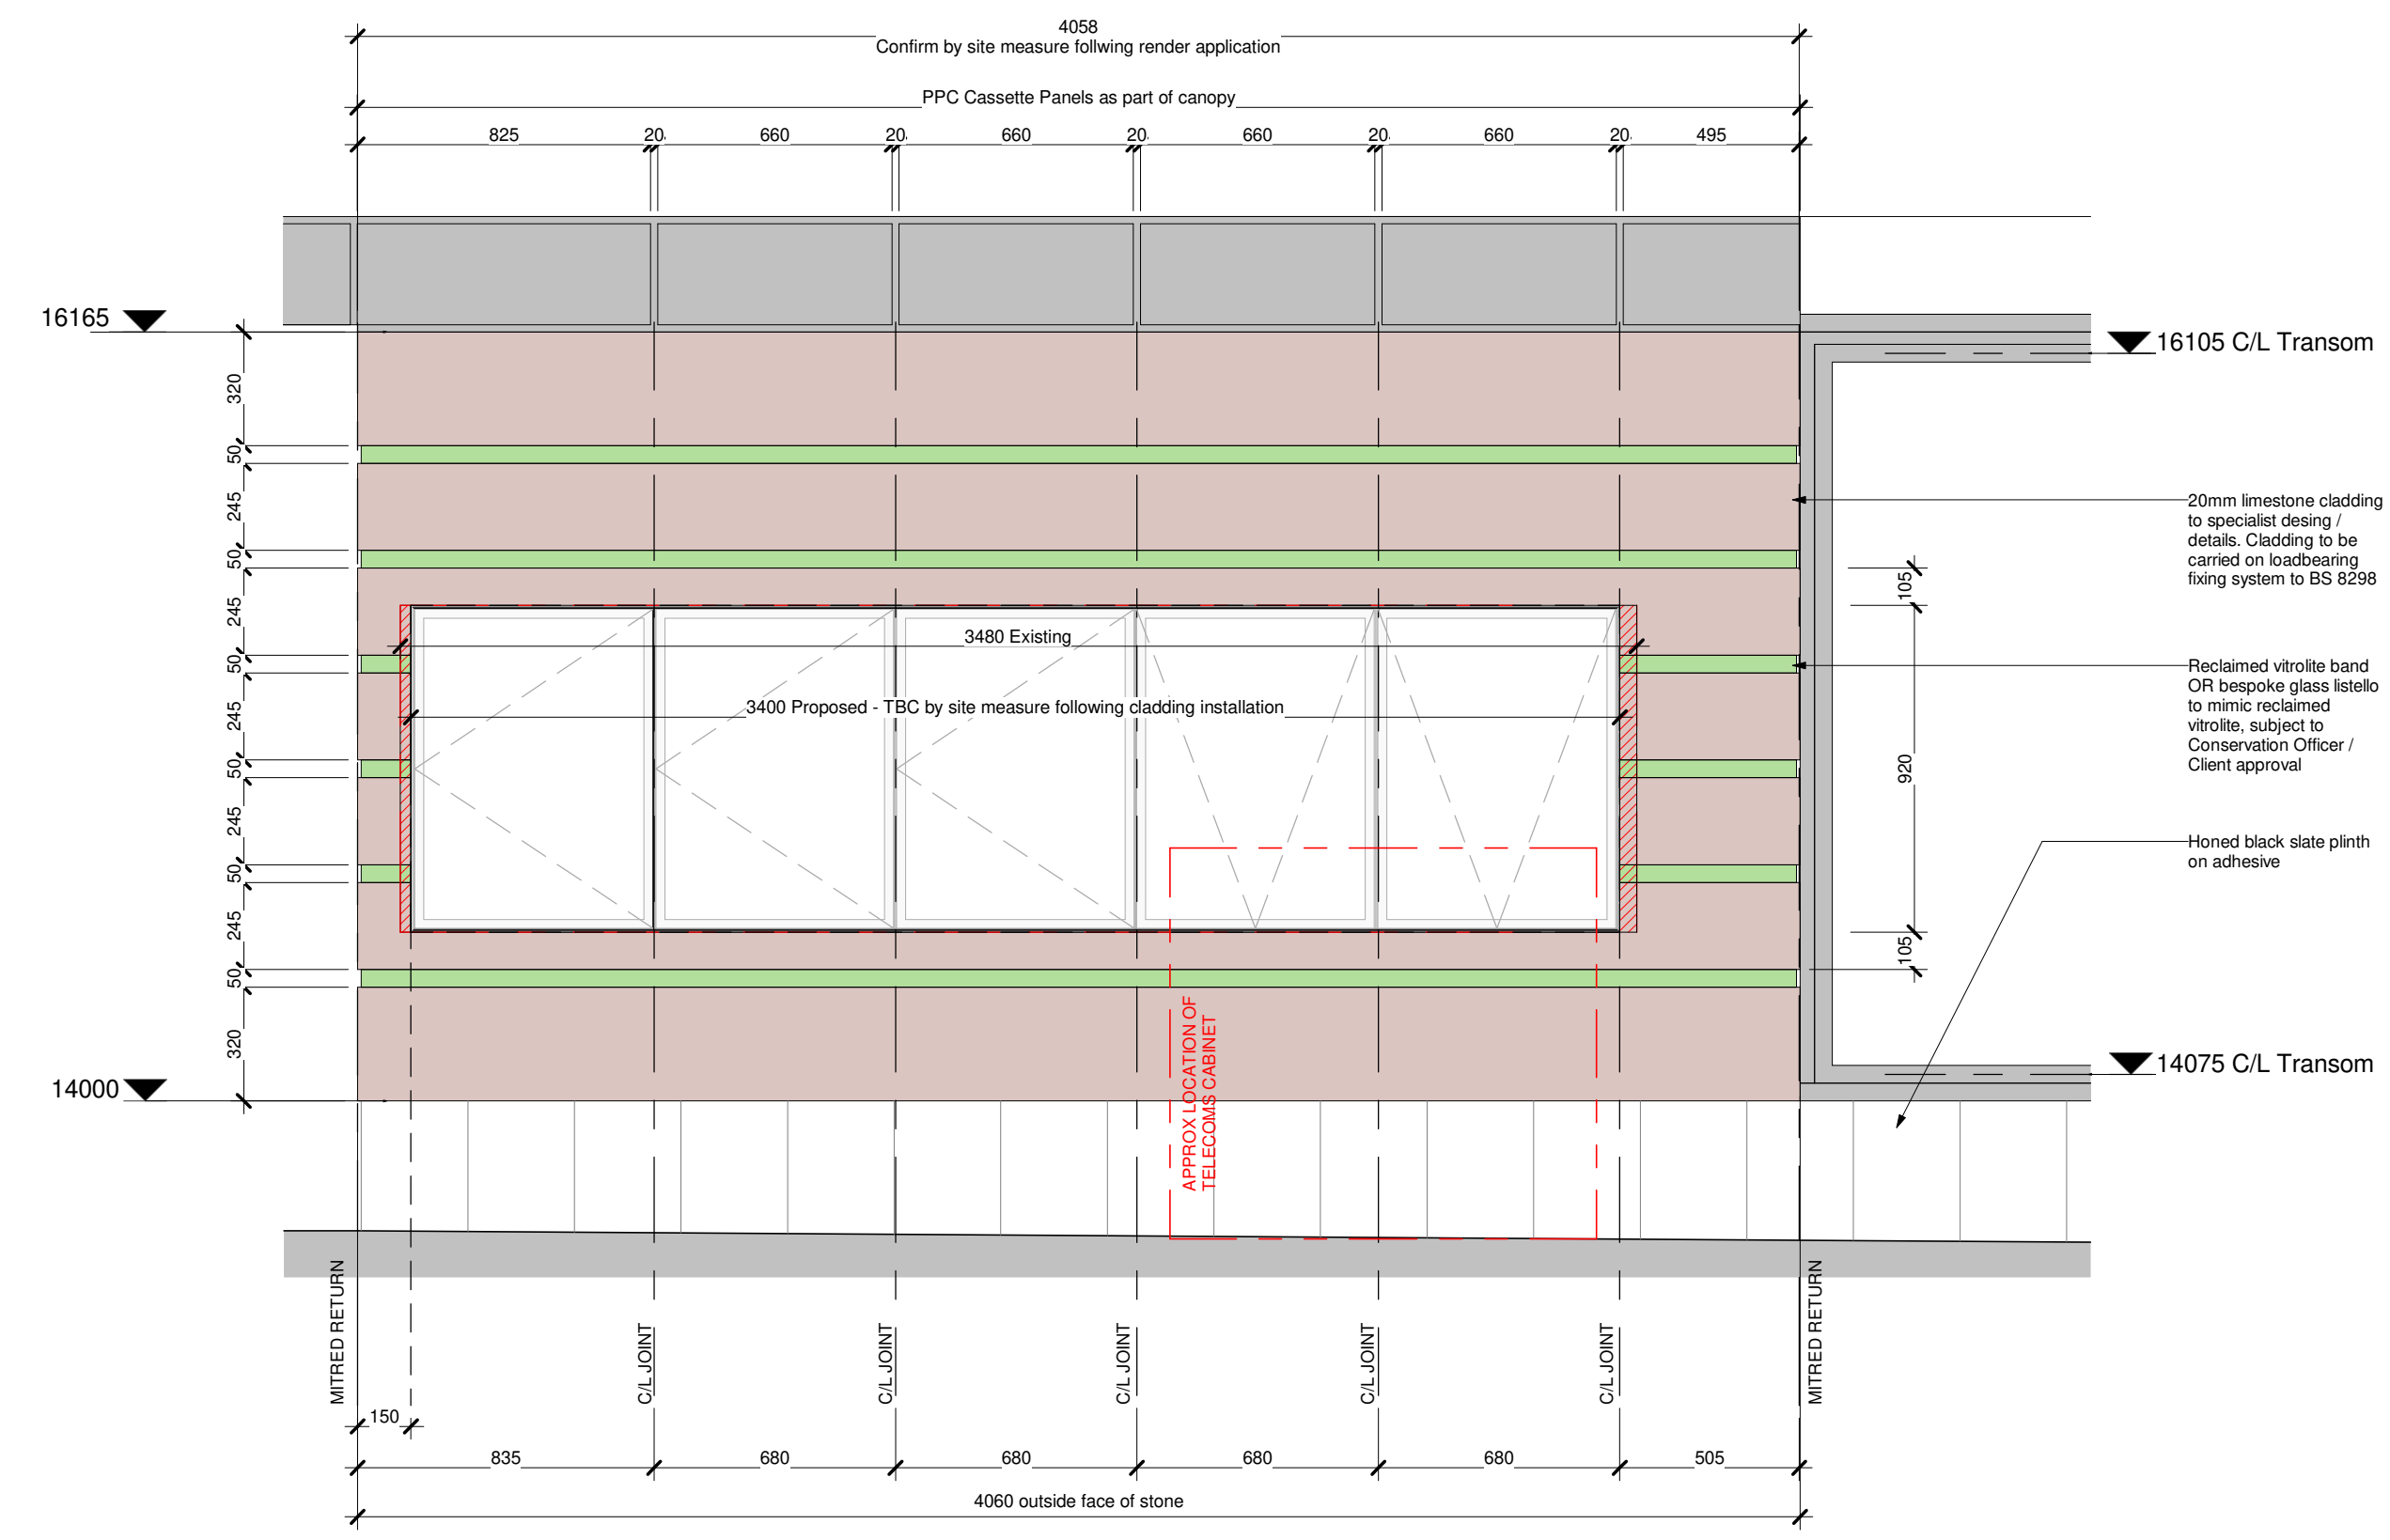 4058
Confirm by site measure follwing render application
PPC Cassette Panels as part of canopy
825 20 660 20 660 20 660 20 660 20 495
16165
16105 C/L Transom
320
50
245
50
245
50
245
50
245
50
245
50
320
3480 Existing
3400 Proposed - TBC by site measure following cladding installation
20mm limestone cladding
to specialist desing /
details. Cladding to be
carried on loadbearing
fixing system to BS 8298
105
920
105
Reclaimed vitrolite band
OR bespoke glass listello
to mimic reclaimed
vitrolite, subject to
Conservation Officer /
Client approval
Honed black slate plinth
on adhesive
APPROX LOCATION OF
TELECOMS CABINET
14000
14075 C/L Transom
MITRED RETURN
C/L JOINT
C/L JOINT
C/L JOINT
C/L JOINT
C/L JOINT
MITRED RETURN
150
835 680 680 680 680 505
4060 outside face of stone